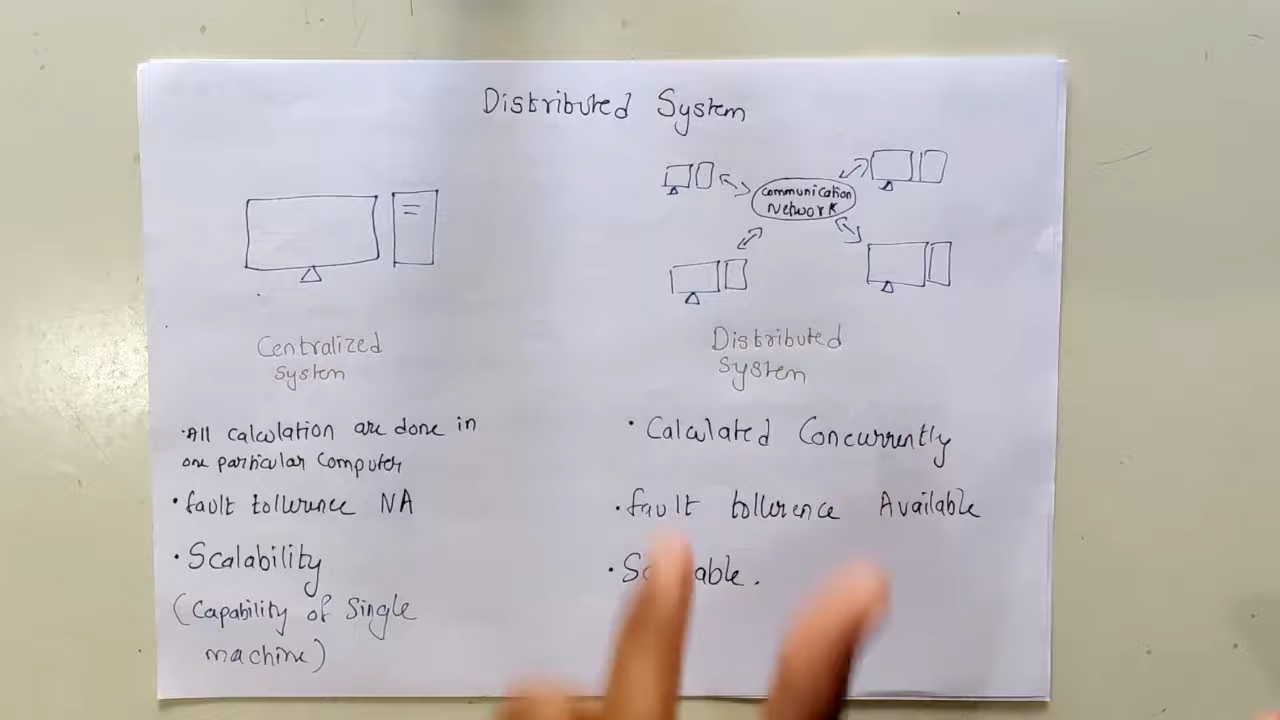 Distributed System
Communication
Network
Centralized
System
·All calculation are done in
one particular Computer
·fault tollerence NA
·Scalability
(Capability of Single
machine)
Distributed
System
·Calculated Concurrently
·fault tollerence Available